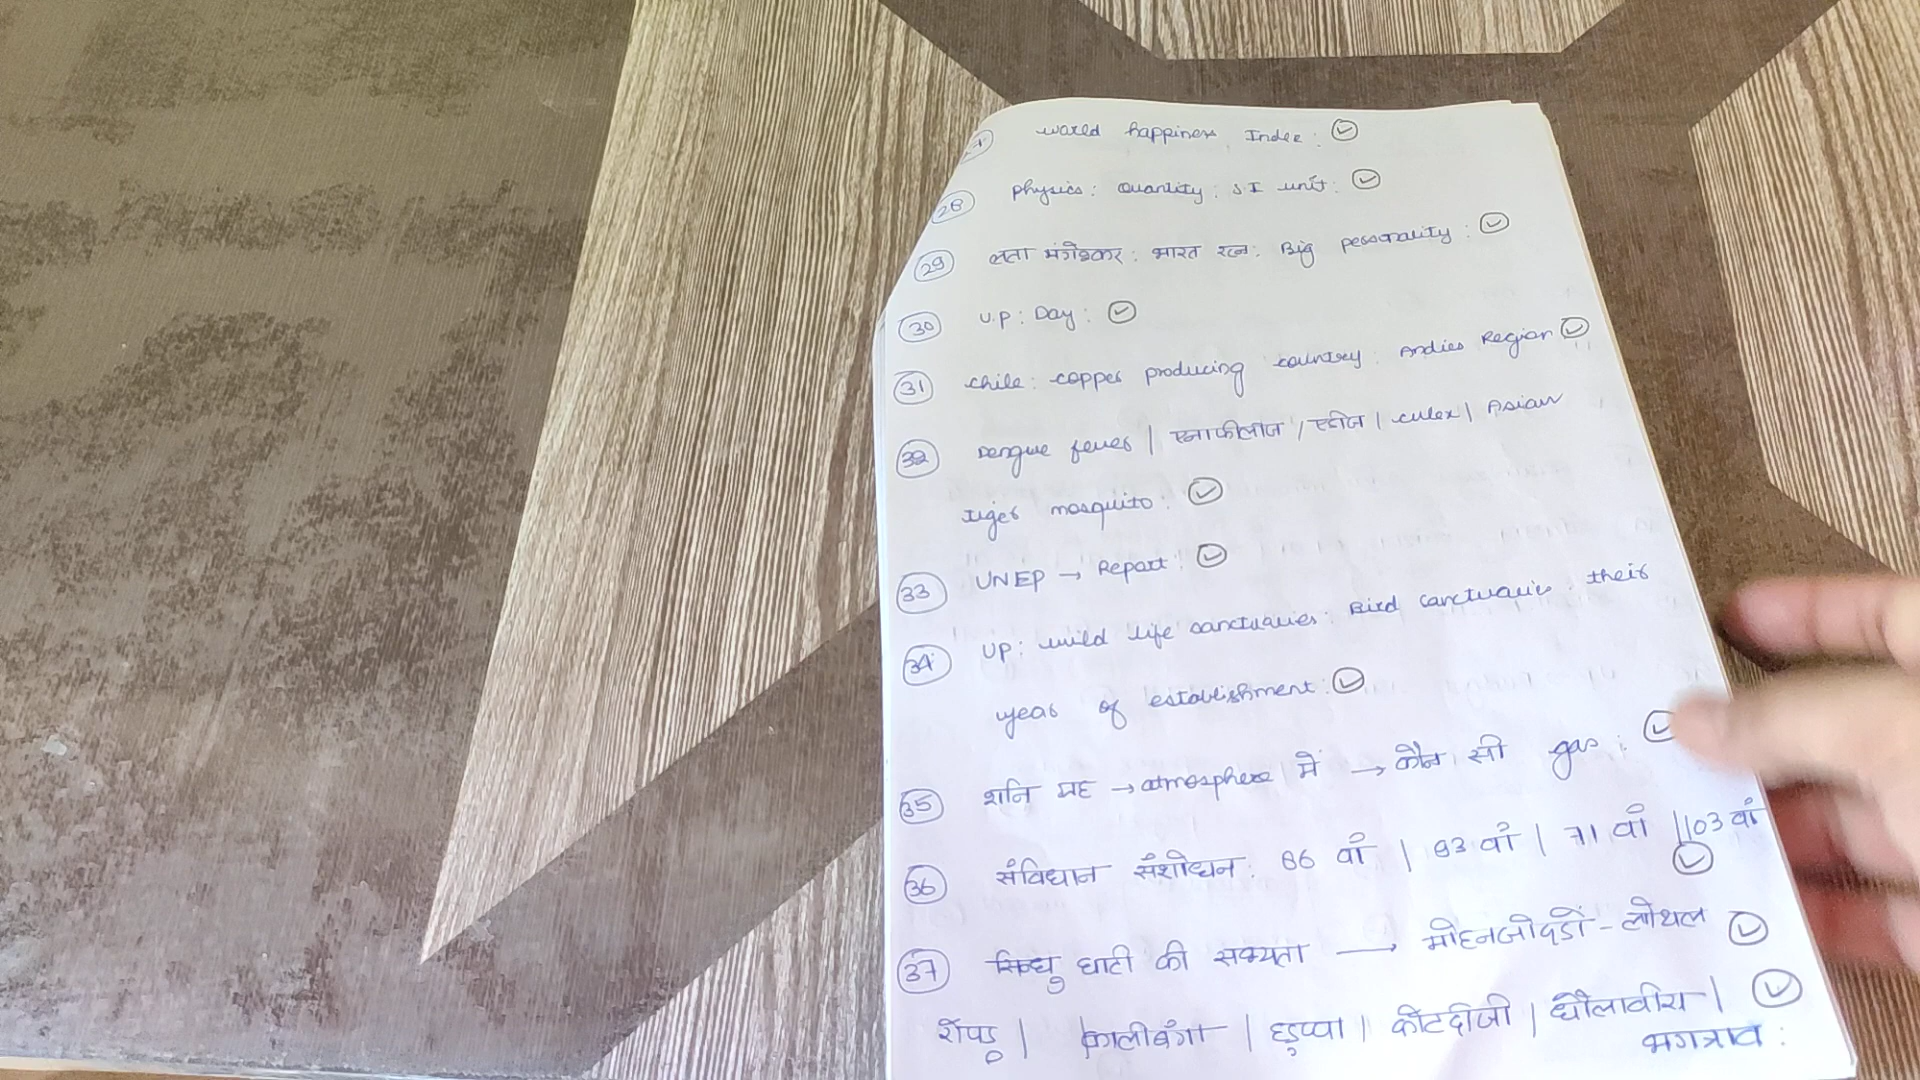 world happiness Index :
28 physics : Quantity : SI unit :
29 लता मंगेशकर : भारत रत्न : Big pesonality :
30 U.P : Day :
31 chile : copper producing country : Andies Region
32 Dengue fever | एनाफीलीज / एडीज | culex | Asian
tiger mosquito :
33 UNEP → Report :
34 UP : wild life sanctuaries : Bird sanctuaries : their
year of establishment :
35 शनि ग्रह → atmosphere में → कौन सी gas :
36 संविधान संशोधन : 86 वाँ | 93 वाँ | 71 वाँ | 103 वाँ
37 सिन्धु घाटी की सभ्यता → मोहनजोदड़ों - लोथल
रोपड़ | कालीबंगा | हड़प्पा | कोटदीजी | धौलावीरा |
भगत्राव :